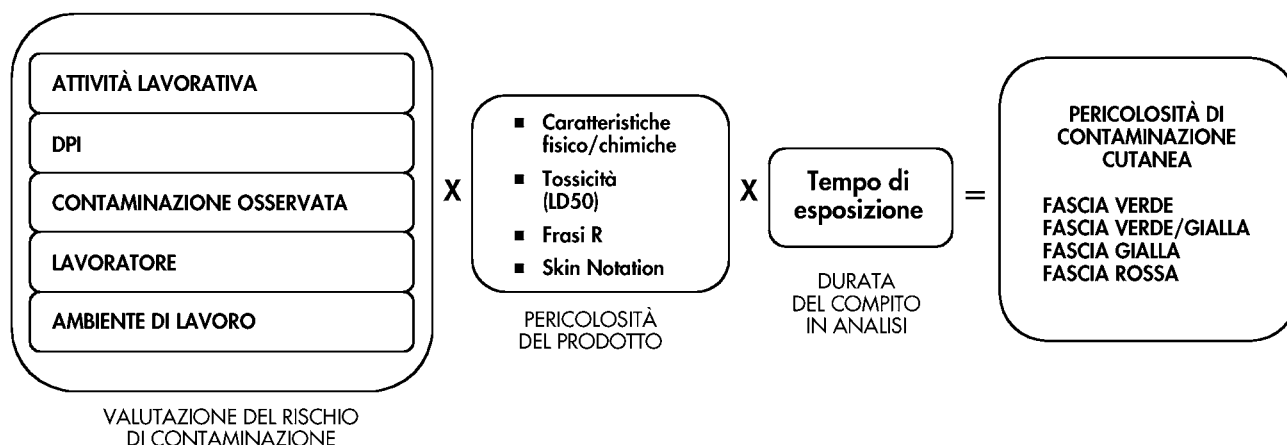 ATTIVITÀ LAVORATIVA
DPI
CONTAMINAZIONE OSSERVATA
LAVORATORE
AMBIENTE DI LAVORO
VALUTAZIONE DEL RISCHIO
DI CONTAMINAZIONE
X
■ Caratteristiche
fisico/chimiche
■ Tossicità
(LD50)
■ Frasi R
■ Skin Notation
PERICOLOSITÀ
DEL PRODOTTO
X
Tempo di
esposizione
DURATA
DEL COMPITO
IN ANALISI
=
PERICOLOSITÀ DI
CONTAMINAZIONE
CUTANEA
FASCIA VERDE
FASCIA VERDE/GIALLA
FASCIA GIALLA
FASCIA ROSSA